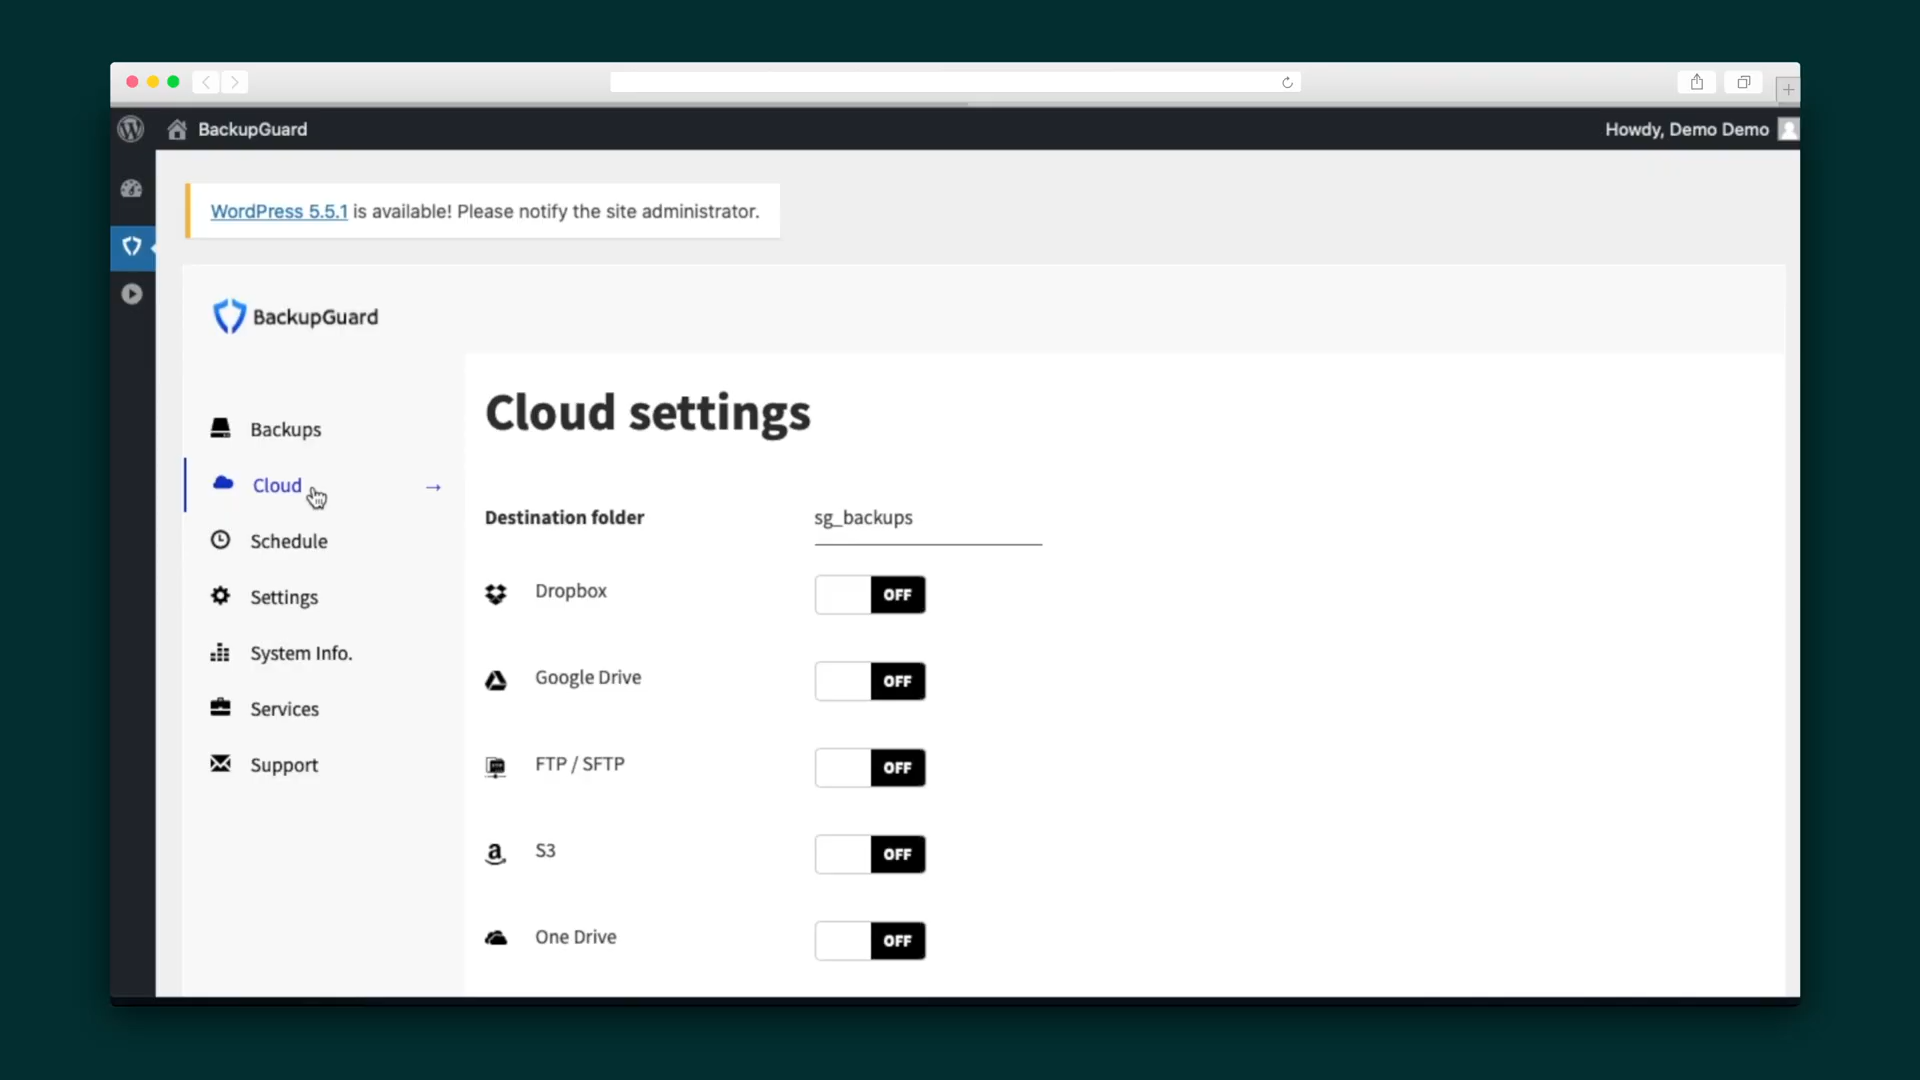 BackupGuard
Howdy, Demo Demo
WordPress 5.5.1 is available! Please notify the site administrator.
BackupGuard
Backups
Cloud →
Schedule
Settings
System Info.
Services
Support
Cloud settings
Destination folder sg_backups
Dropbox OFF
Google Drive OFF
FTP / SFTP OFF
S3 OFF
One Drive OFF